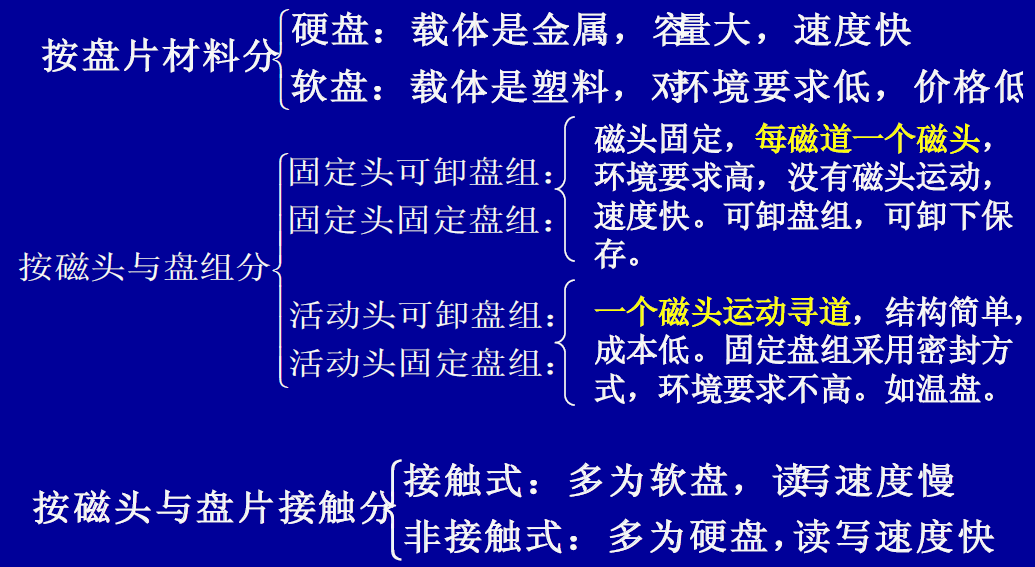 按盘片材料分
硬盘：载体是金属，容量大，速度快
软盘：载体是塑料，对环境要求低，价格低
按磁头与盘组分
固定头可卸盘组：
固定头固定盘组：
磁头固定，每磁道一个磁头，
环境要求高，没有磁头运动，
速度快。可卸盘组，可卸下保
存。
活动头可卸盘组：
活动头固定盘组：
一个磁头运动寻道，结构简单，
成本低。固定盘组采用密封方
式，环境要求不高。如温盘。
按磁头与盘片接触分
接触式：多为软盘，读写速度慢
非接触式：多为硬盘，读写速度快